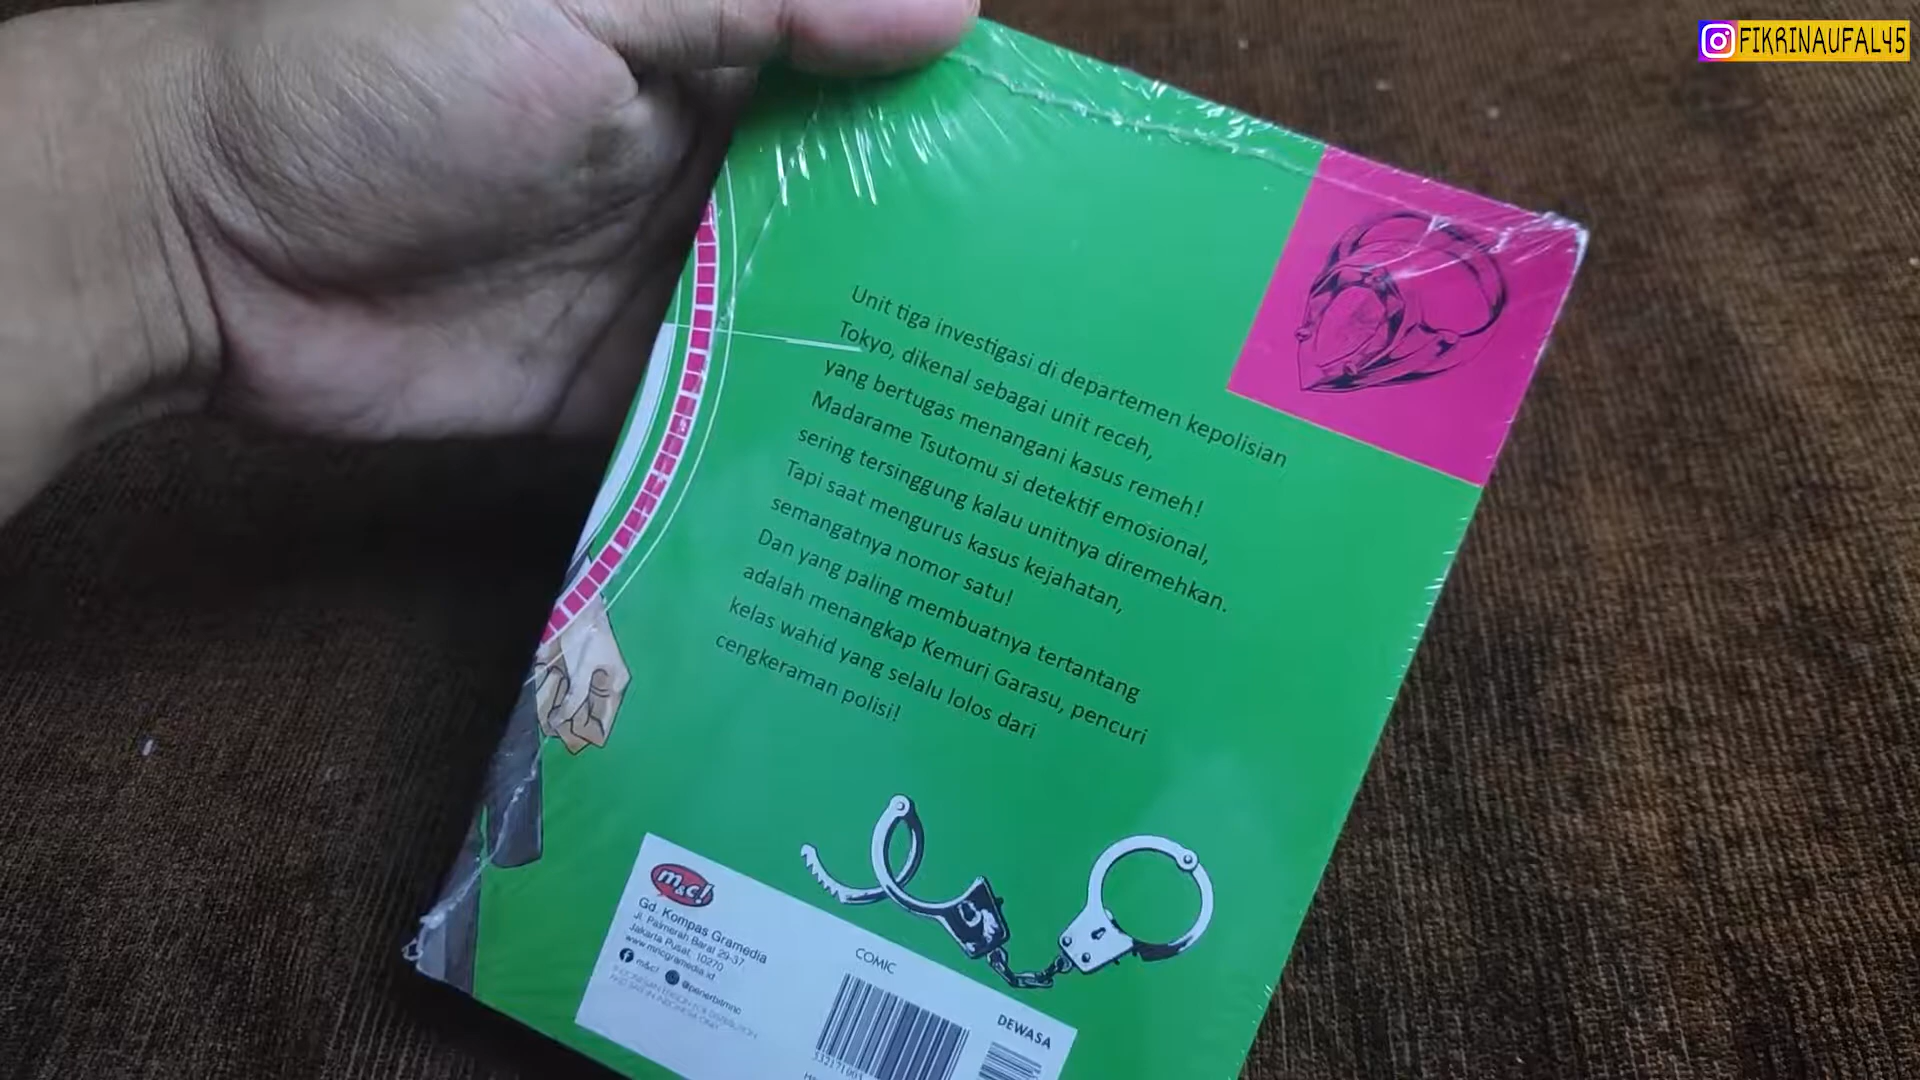 FIKRINAUFAL45
Unit tiga investigasi di departemen kepolisian
Tokyo, dikenal sebagai unit receh,
yang bertugas menangani kasus remeh!
Madarame Tsutomu si detektif emosional,
sering tersinggung kalau unitnya diremehkan.
Tapi saat mengurus kasus kejahatan,
semangatnya nomor satu!
Dan yang paling membuatnya tertantang
adalah menangkap Kemuri Garasu, pencuri
kelas wahid yang selalu lolos dari
cengkeraman polisi!
m&c!
Gd. Kompas Gramedia
Jl. Palmerah Barat 29-37,
Jakarta Pusat, 10270
www.mncgramedia.id
m&c! @penerbitmnc
COMIC
DEWASA